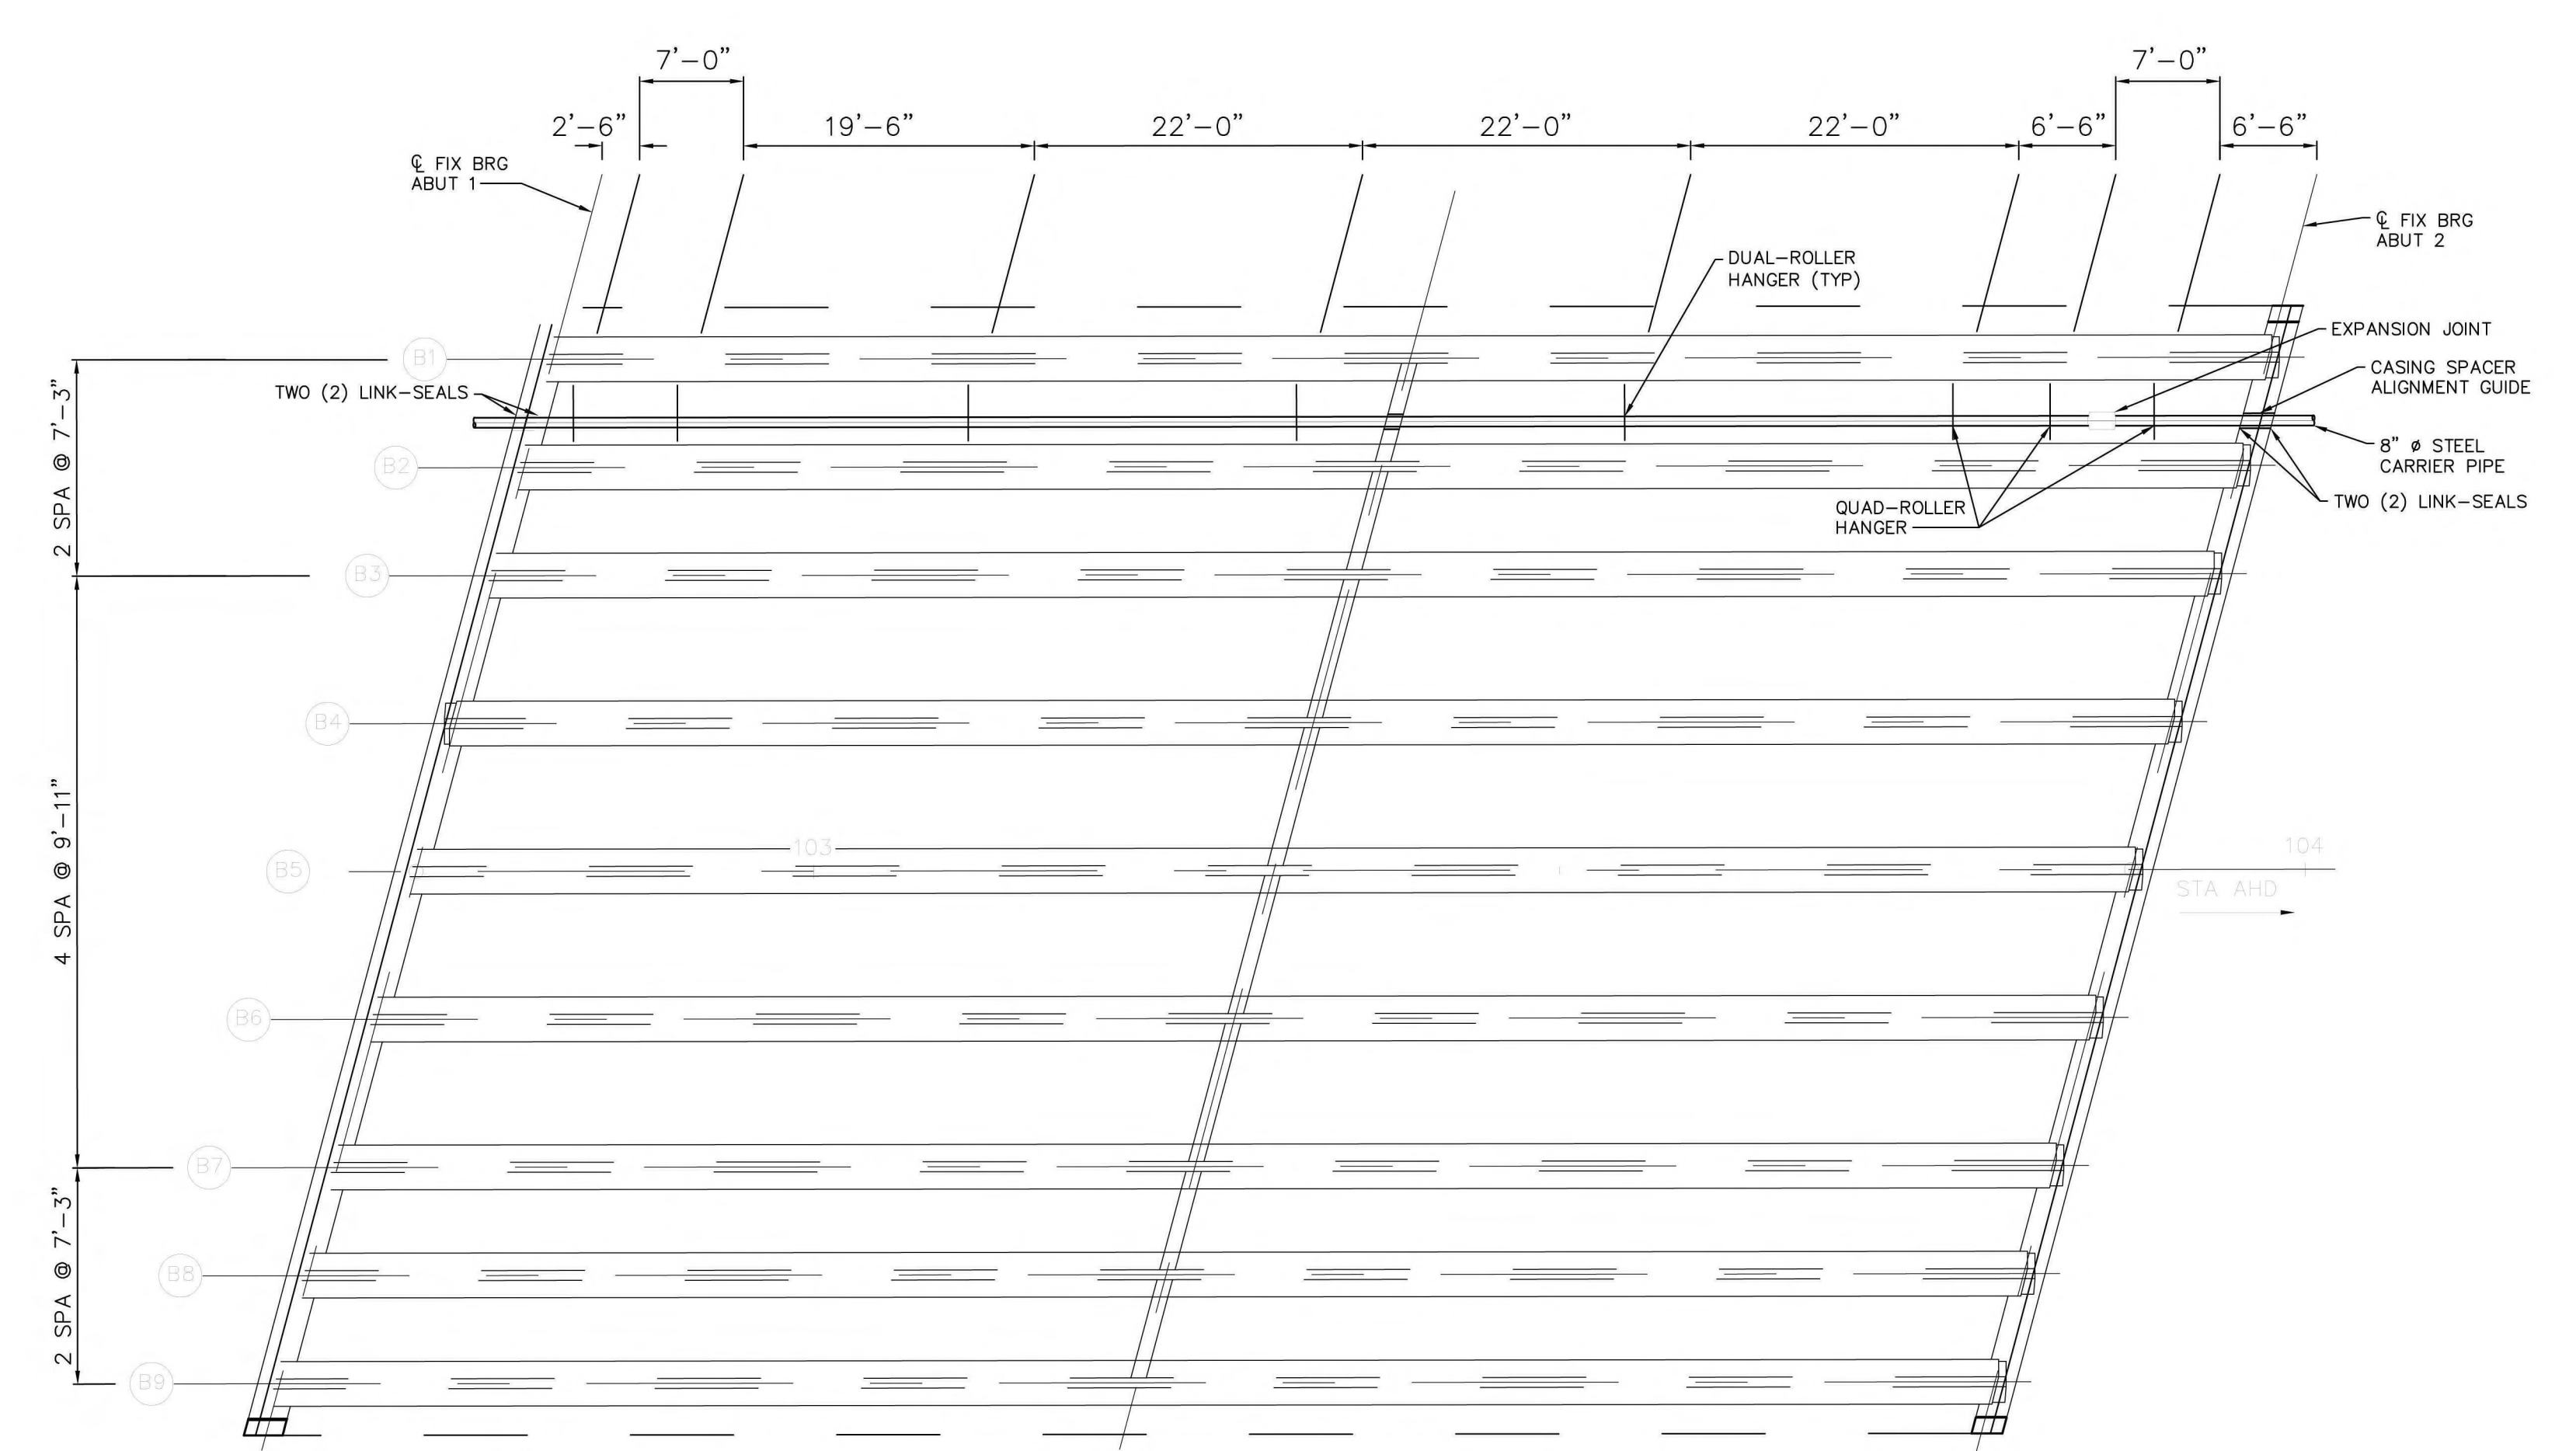 7'-0"
7'-0"
2'-6"
19'-6"
22'-0"
22'-0"
22'-0"
6'-6"
6'-6"
℄ FIX BRG
ABUT 1
℄ FIX BRG
ABUT 2
DUAL-ROLLER
HANGER (TYP)
EXPANSION JOINT
B1
CASING SPACER
ALIGNMENT GUIDE
TWO (2) LINK-SEALS
2 SPA @ 7'-3"
8" ø STEEL
CARRIER PIPE
B2
TWO (2) LINK-SEALS
QUAD-ROLLER
HANGER
B3
B4
4 SPA @ 9'-11"
103
104
B5
STA AHD
B6
B7
2 SPA @ 7'-3"
B8
B9